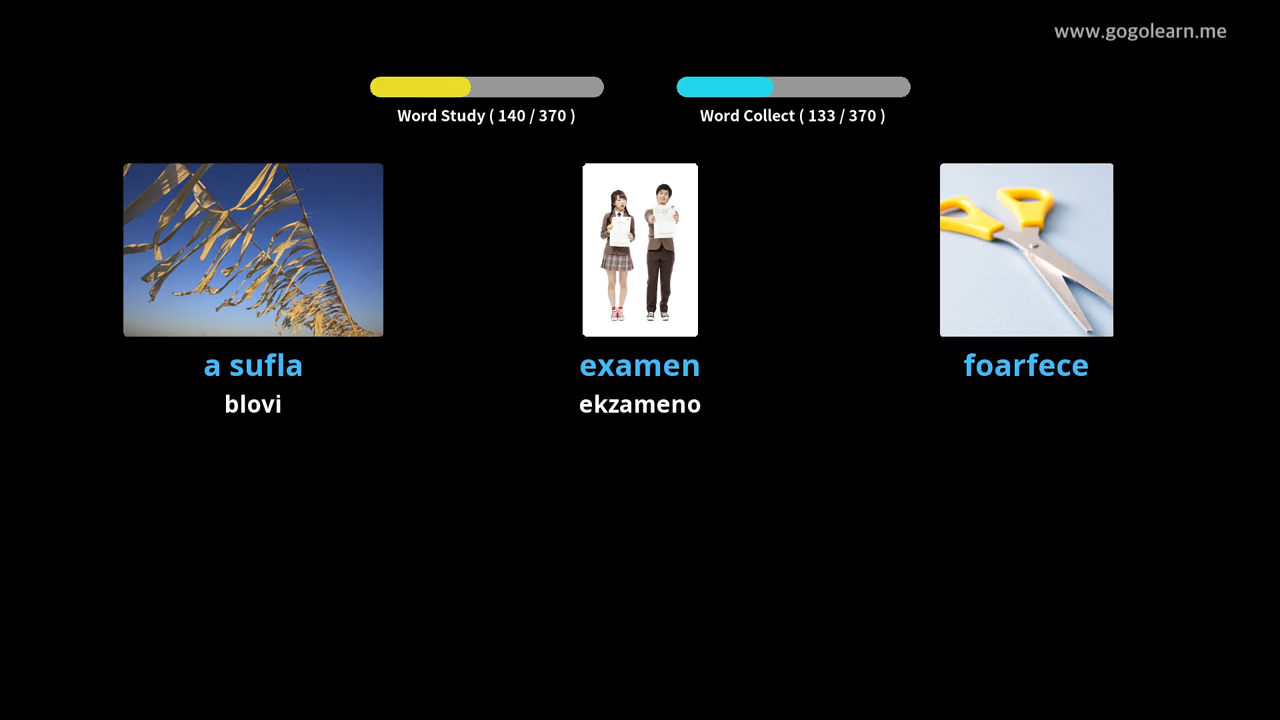 www.gogolearn.me
Word Study ( 140 / 370 )
Word Collect ( 133 / 370 )
a sufla
blovi
examen
ekzameno
foarfece